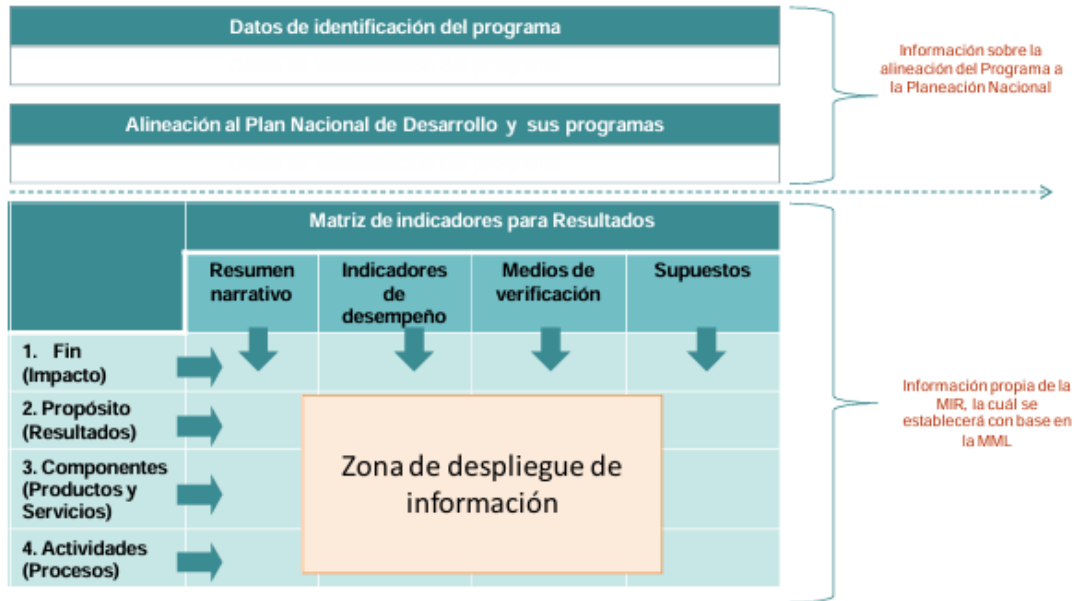 Datos de identificación del programa
Información sobre la
alineación del Programa a
la Planeación Nacional
Alineación al Plan Nacional de Desarrollo y sus programas
Matriz de indicadores para Resultados
Resumen
narrativo
Indicadores
de
desempeño
Medios de
verificación
Supuestos
1. Fin
(Impacto)
2. Propósito
(Resultados)
3. Componentes
(Productos y
Servicios)
4. Actividades
(Procesos)
Zona de despliegue de
información
Información propia de la
MIR, la cuál se
establecerá con base en
la MML